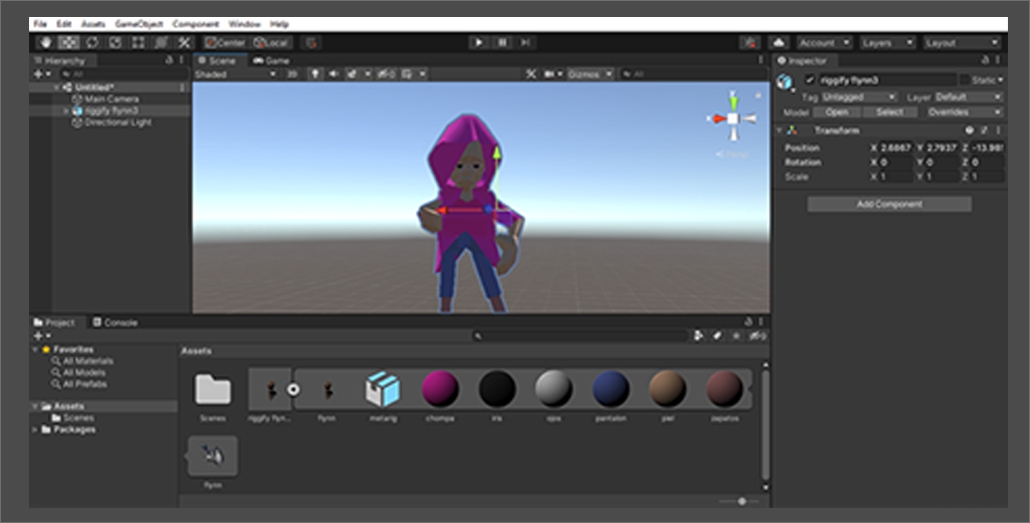 File Edit Assets GameObject Component Window Help
Center Local
Account Layers Layout
Hierarchy
All
Untitled*
Main Camera
riggify flynn3
Directional Light
Scene Game
Shaded 2D Gizmos All
Persp
Inspector
riggify flynn3 Static
Tag Untagged Layer Default
Model Open Select Overrides
Transform
Position X 2.6867 Y 2.7937 Z -13.98
Rotation X 0 Y 0 Z 0
Scale X 1 Y 1 Z 1
Add Component
Project Console
Favorites
All Materials
All Models
All Prefabs
Assets
Scenes
Packages
Assets
Scenes riggify flyn... flynn metarig chompa iris ojos pantalon piel zapatos
flynn